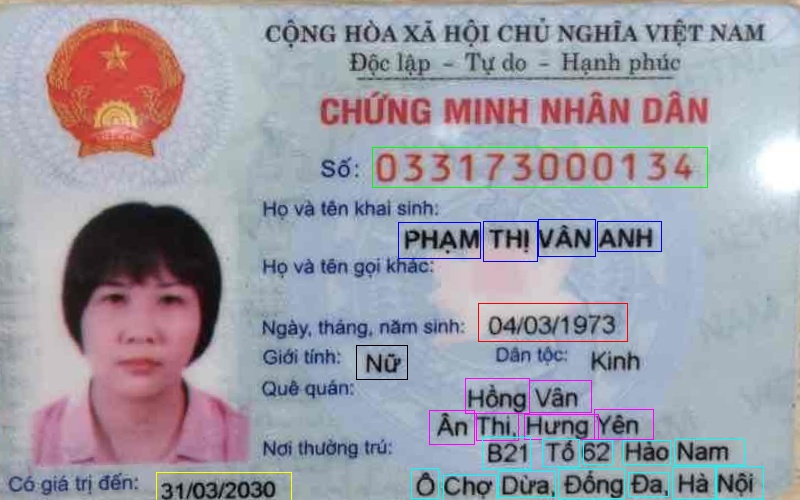 CỘNG HÒA XÃ HỘI CHỦ NGHĨA VIỆT NAM
Độc lập - Tự do - Hạnh phúc
CHỨNG MINH NHÂN DÂN
Số: 033173000134
Họ và tên khai sinh:
PHẠM THỊ VÂN ANH
Họ và tên gọi khác:
Ngày, tháng, năm sinh: 04/03/1973
Giới tính: Nữ Dân tộc: Kinh
Quê quán: Hồng Vân
Ân Thi, Hưng Yên
Nơi thường trú: B21 Tổ 62 Hào Nam
Có giá trị đến: 31/03/2030 Ô Chợ Dừa, Đống Đa, Hà Nội